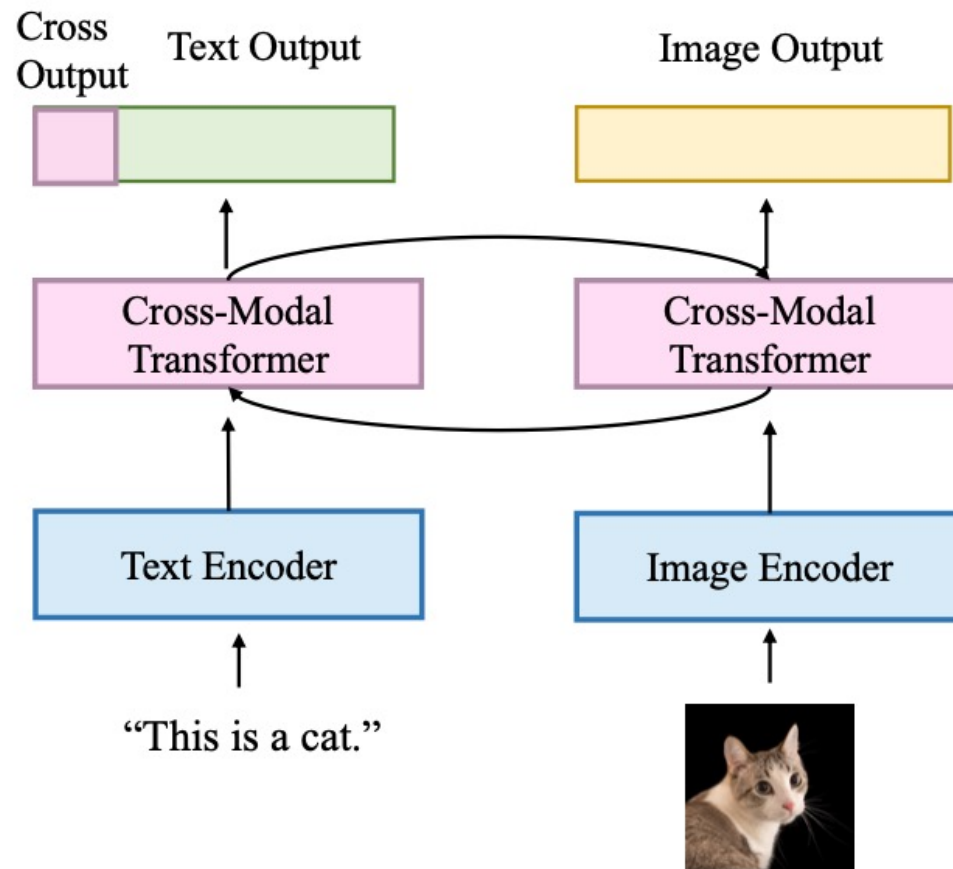 Cross
Output
Text Output
Image Output
Cross-Modal
Transformer
Cross-Modal
Transformer
Text Encoder
Image Encoder
“This is a cat.”